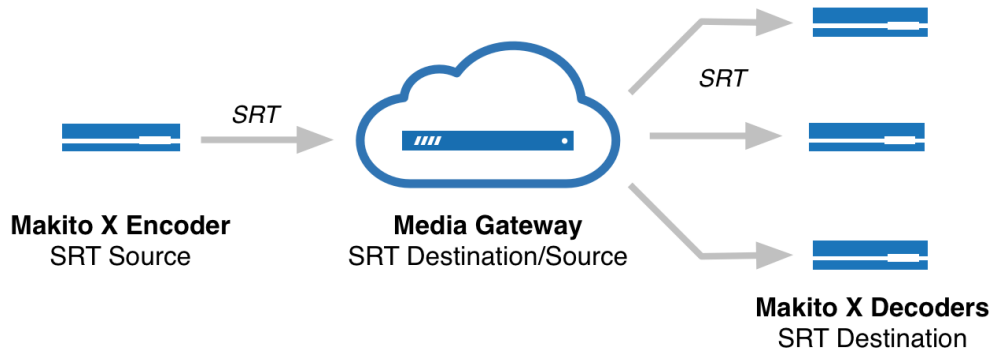 SRT
SRT
Makito X Encoder
SRT Source
Media Gateway
SRT Destination/Source
Makito X Decoders
SRT Destination